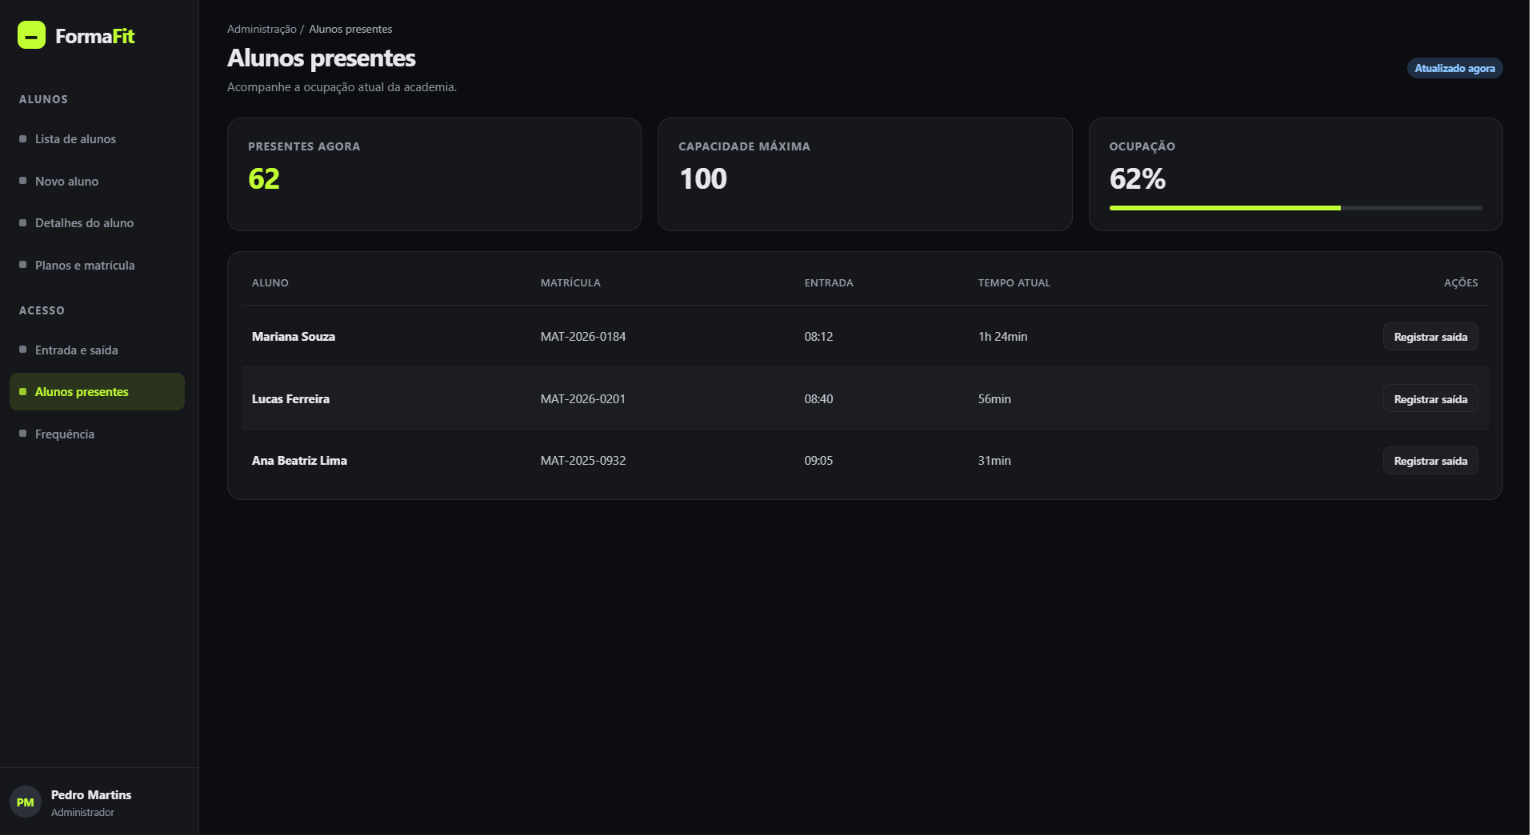 FormaFit
ALUNOS
Lista de alunos
Novo aluno
Detalhes do aluno
Planos e matrícula
ACESSO
Entrada e saída
Alunos presentes
Frequência
PM
Pedro Martins
Administrador
Administração / Alunos presentes
Alunos presentes
Acompanhe a ocupação atual da academia.
Atualizado agora
PRESENTES AGORA
62
CAPACIDADE MÁXIMA
100
OCUPAÇÃO
62%
ALUNO MATRÍCULA ENTRADA TEMPO ATUAL AÇÕES
Mariana Souza MAT-2026-0184 08:12 1h 24min Registrar saída
Lucas Ferreira MAT-2026-0201 08:40 56min Registrar saída
Ana Beatriz Lima MAT-2025-0932 09:05 31min Registrar saída